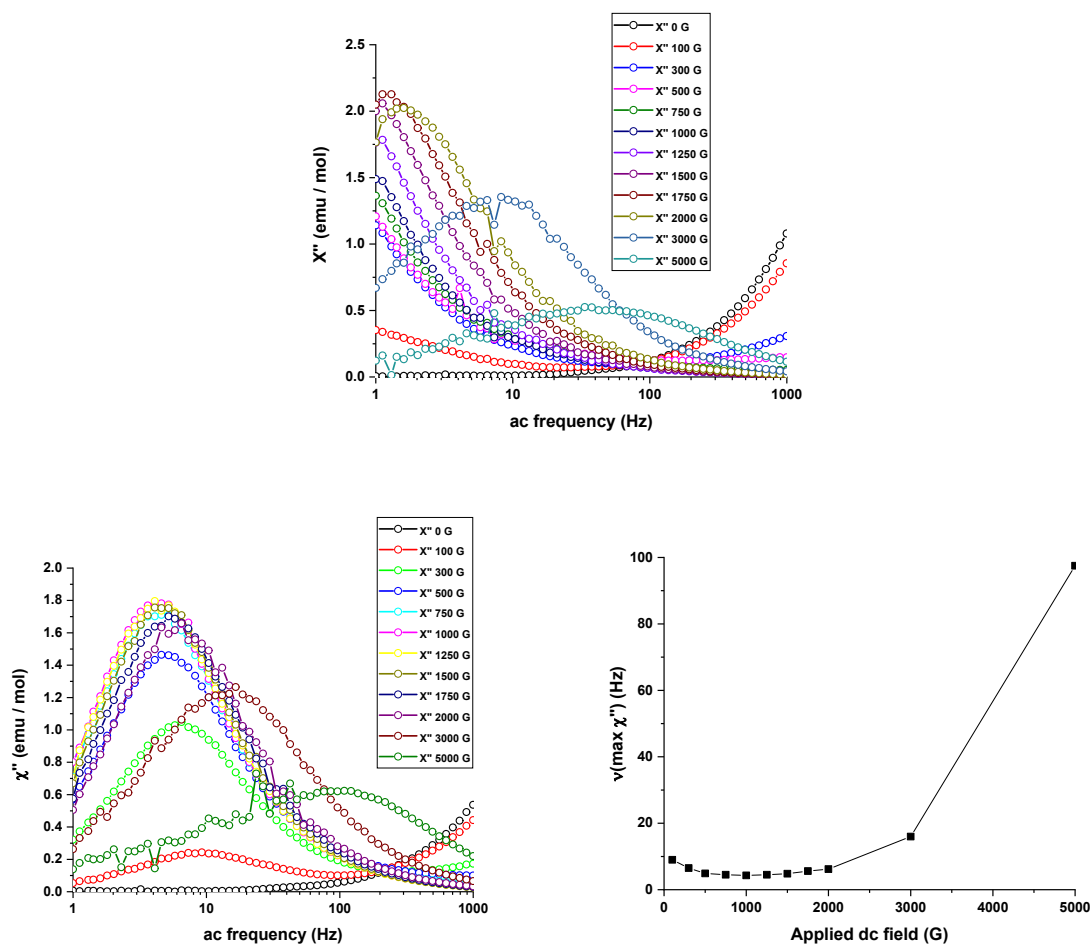 X'' 0 G
X'' 100 G
X'' 300 G
X'' 500 G
X'' 750 G
X'' 1000 G
X'' 1250 G
X'' 1500 G
X'' 1750 G
X'' 2000 G
X'' 3000 G
X'' 5000 G
2.5
2.0
1.5
1.0
0.5
0.0
X'' (emu / mol)
1 10 100 1000
ac frequency (Hz)
X'' 0 G
X'' 100 G
X'' 300 G
X'' 500 G
X'' 750 G
X'' 1000 G
X'' 1250 G
X'' 1500 G
X'' 1750 G
X'' 2000 G
X'' 3000 G
X'' 5000 G
2.0
1.8
1.6
1.4
1.2
1.0
0.8
0.6
0.4
0.2
0.0
χ'' (emu / mol)
1 10 100 1000
ac frequency (Hz)
100
80
60
40
20
0
ν(max χ'') (Hz)
0 1000 2000 3000 4000 5000
Applied dc field (G)